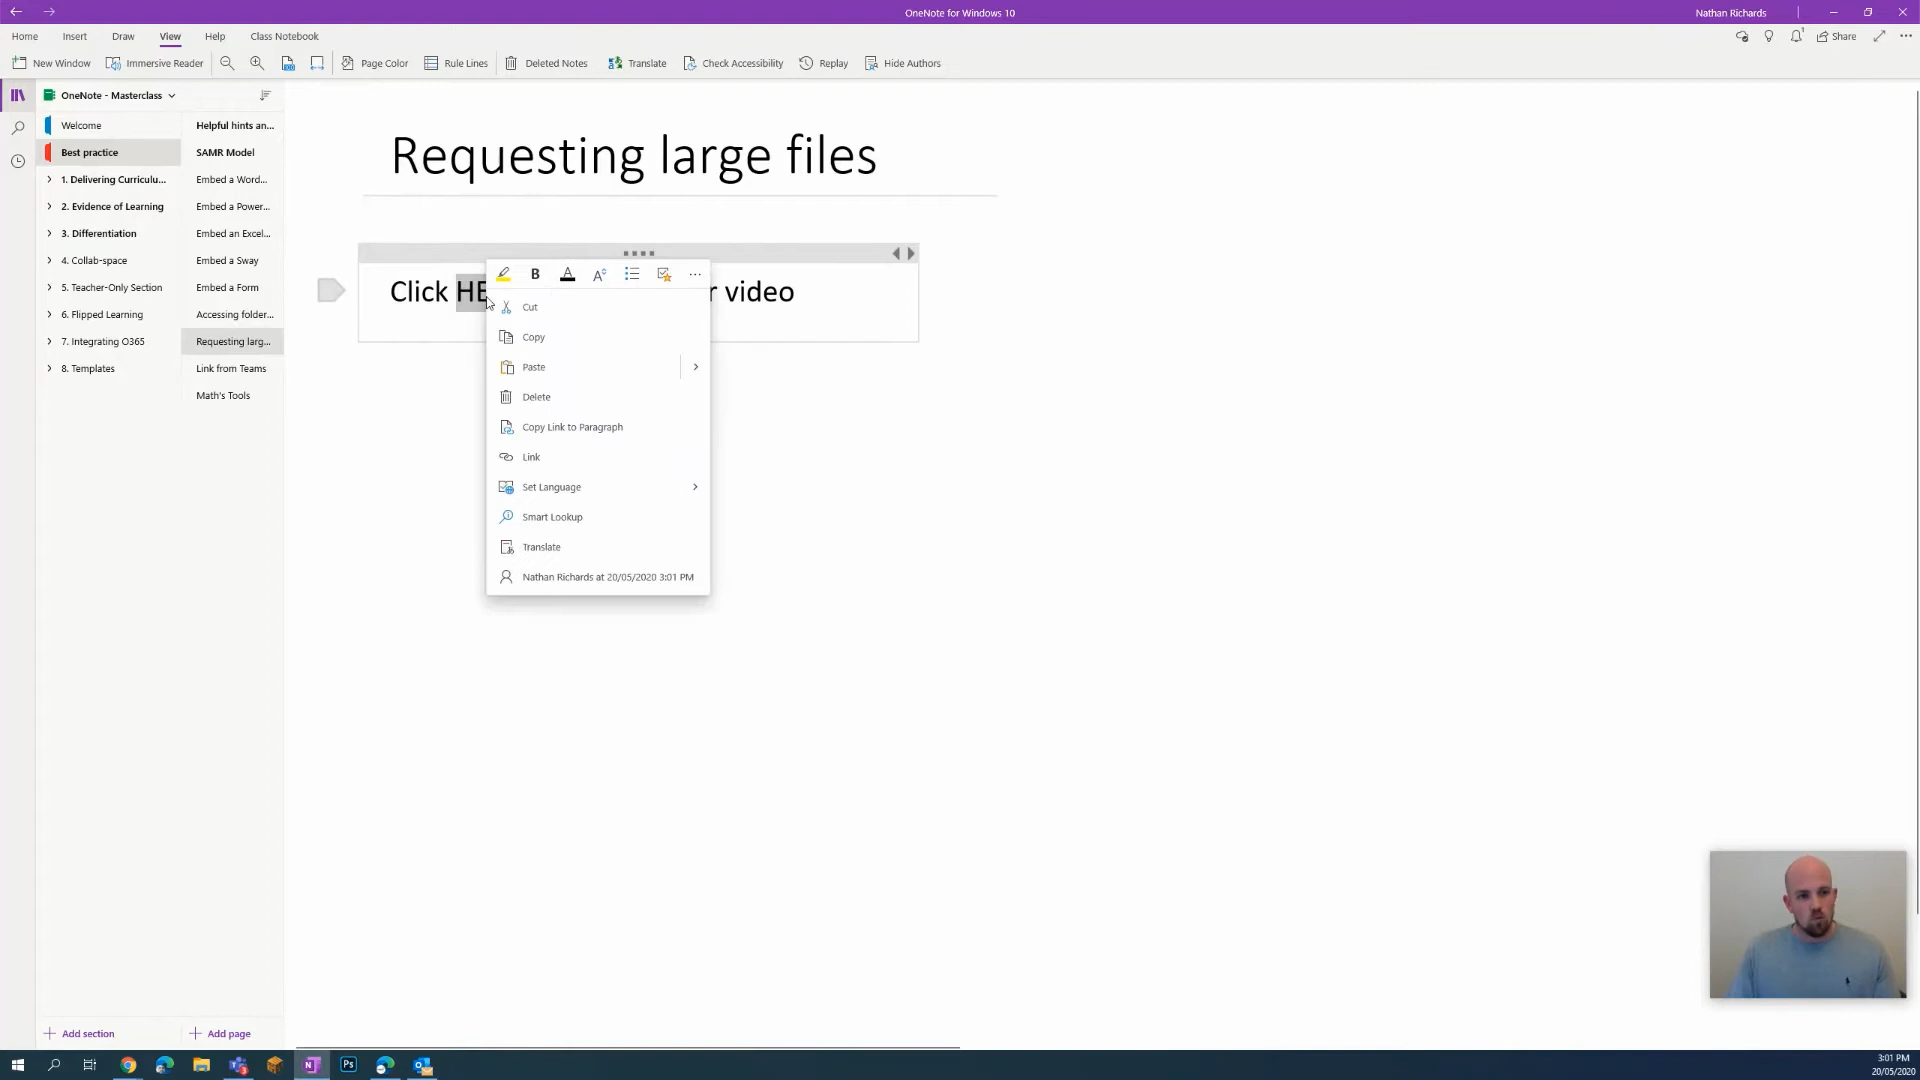 OneNote for Windows 10
Nathan Richards
Home Insert Draw View Help Class Notebook
Share
New Window Immersive Reader Page Color Rule Lines Deleted Notes Translate Check Accessibility Replay Hide Authors
OneNote - Masterclass
Welcome
Best practice
1. Delivering Curriculu...
2. Evidence of Learning
3. Differentiation
4. Collab-space
5. Teacher-Only Section
6. Flipped Learning
7. Integrating O365
8. Templates
Helpful hints an...
SAMR Model
Embed a Word...
Embed a Power...
Embed an Excel...
Embed a Sway
Embed a Form
Accessing folder...
Requesting larg...
Link from Teams
Math's Tools
Requesting large files
Click HE r video
Cut
Copy
Paste
Delete
Copy Link to Paragraph
Link
Set Language
Smart Lookup
Translate
Nathan Richards at 20/05/2020 3:01 PM
Add section
Add page
3:01 PM
20/05/2020